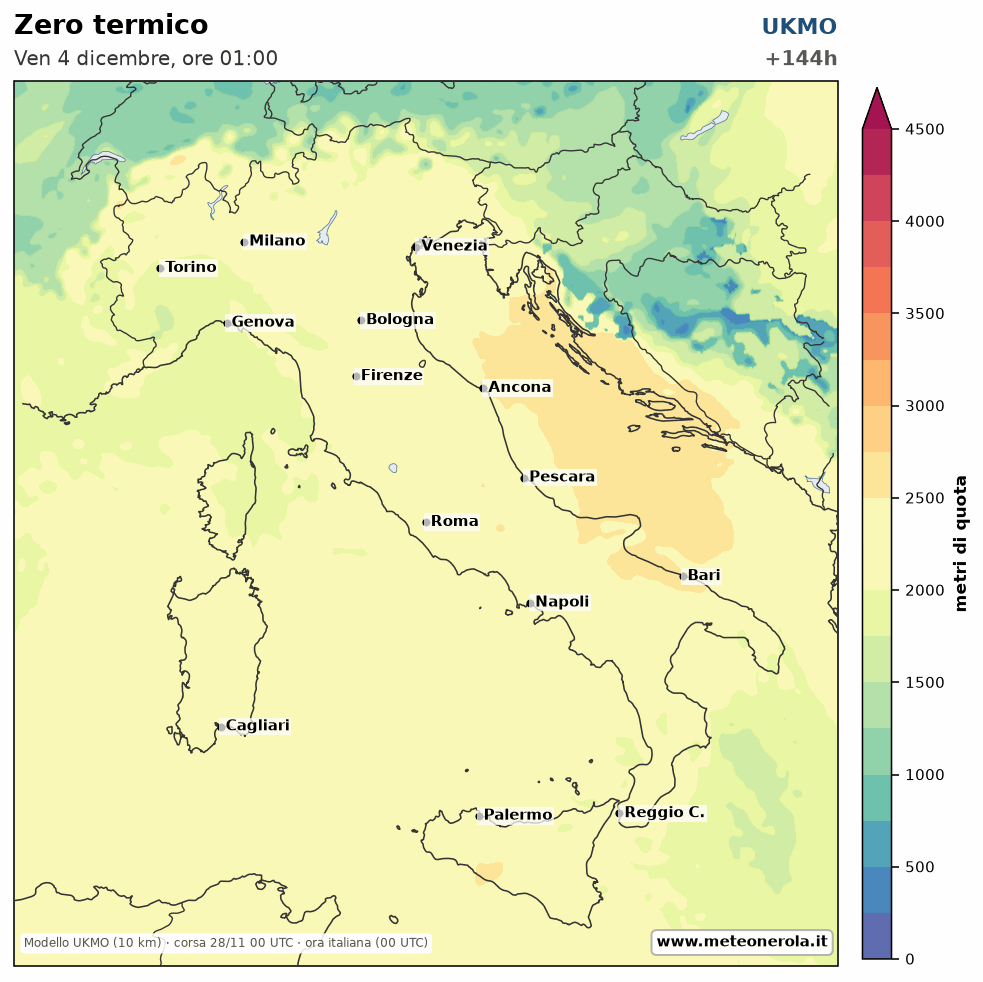 Zero termico
UKMO
Ven 4 dicembre, ore 01:00
+144h
4500
4000
3500
3000
2500
2000
1500
1000
500
0
metri di quota
Milano
Venezia
Torino
Genova
Bologna
Firenze
Ancona
Pescara
Roma
Bari
Napoli
Cagliari
Palermo
Reggio C.
Modello UKMO (10 km) · corsa 28/11 00 UTC · ora italiana (00 UTC)
www.meteonerola.it